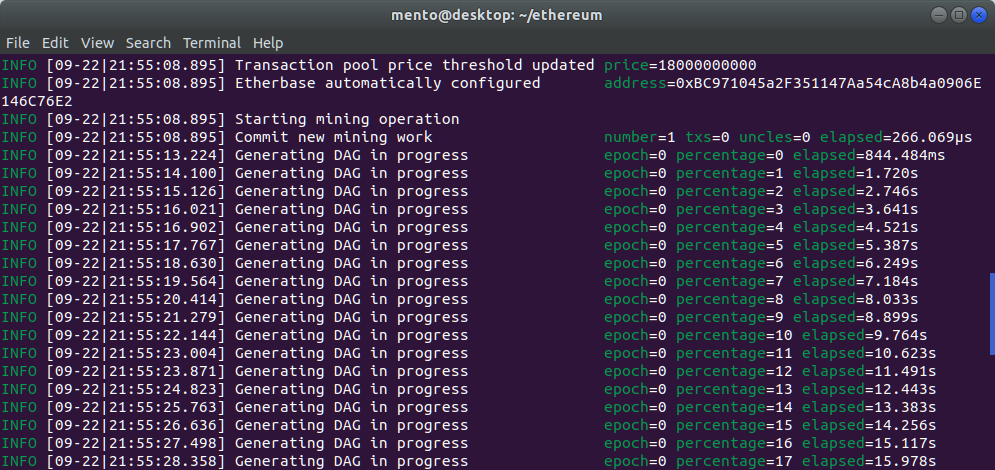 mento@desktop: ~/ethereum
File Edit View Search Terminal Help
INFO [09-22|21:55:08.895] Transaction pool price threshold updated price=18000000000
INFO [09-22|21:55:08.895] Etherbase automatically configured address=0xBC971045a2F351147Aa54cA8b4a0906E
146C76E2
INFO [09-22|21:55:08.895] Starting mining operation
INFO [09-22|21:55:08.895] Commit new mining work number=1 txs=0 uncles=0 elapsed=266.069µs
INFO [09-22|21:55:13.224] Generating DAG in progress epoch=0 percentage=0 elapsed=844.484ms
INFO [09-22|21:55:14.100] Generating DAG in progress epoch=0 percentage=1 elapsed=1.720s
INFO [09-22|21:55:15.126] Generating DAG in progress epoch=0 percentage=2 elapsed=2.746s
INFO [09-22|21:55:16.021] Generating DAG in progress epoch=0 percentage=3 elapsed=3.641s
INFO [09-22|21:55:16.902] Generating DAG in progress epoch=0 percentage=4 elapsed=4.521s
INFO [09-22|21:55:17.767] Generating DAG in progress epoch=0 percentage=5 elapsed=5.387s
INFO [09-22|21:55:18.630] Generating DAG in progress epoch=0 percentage=6 elapsed=6.249s
INFO [09-22|21:55:19.564] Generating DAG in progress epoch=0 percentage=7 elapsed=7.184s
INFO [09-22|21:55:20.414] Generating DAG in progress epoch=0 percentage=8 elapsed=8.033s
INFO [09-22|21:55:21.279] Generating DAG in progress epoch=0 percentage=9 elapsed=8.899s
INFO [09-22|21:55:22.144] Generating DAG in progress epoch=0 percentage=10 elapsed=9.764s
INFO [09-22|21:55:23.004] Generating DAG in progress epoch=0 percentage=11 elapsed=10.623s
INFO [09-22|21:55:23.871] Generating DAG in progress epoch=0 percentage=12 elapsed=11.491s
INFO [09-22|21:55:24.823] Generating DAG in progress epoch=0 percentage=13 elapsed=12.443s
INFO [09-22|21:55:25.763] Generating DAG in progress epoch=0 percentage=14 elapsed=13.383s
INFO [09-22|21:55:26.636] Generating DAG in progress epoch=0 percentage=15 elapsed=14.256s
INFO [09-22|21:55:27.498] Generating DAG in progress epoch=0 percentage=16 elapsed=15.117s
INFO [09-22|21:55:28.358] Generating DAG in progress epoch=0 percentage=17 elapsed=15.978s